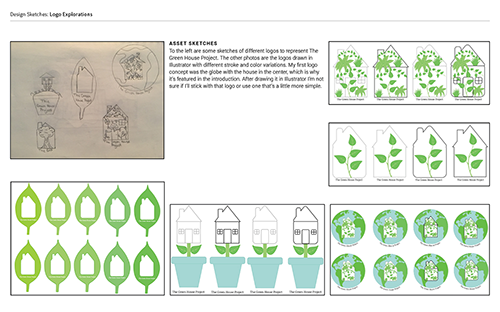 Design Sketches: Logo Explorations
ASSET SKETCHES
To the left are some sketches of different logos to represent The
Green House Project. The other photos are the logos drawn in
Illustrator with different stroke and color variations. My first logo
concept was the globe with the house in the center, which is why
it's featured in the introduction. After drawing it in Illustrator I'm not
sure if I'll stick with that logo or use one that's a little more simple.
The Green House Project The Green House Project The Green House Project The Green House Project
The Green House Project The Green House Project The Green House Project The Green House Project
The Green House Project The Green House Project The Green House Project The Green House Project